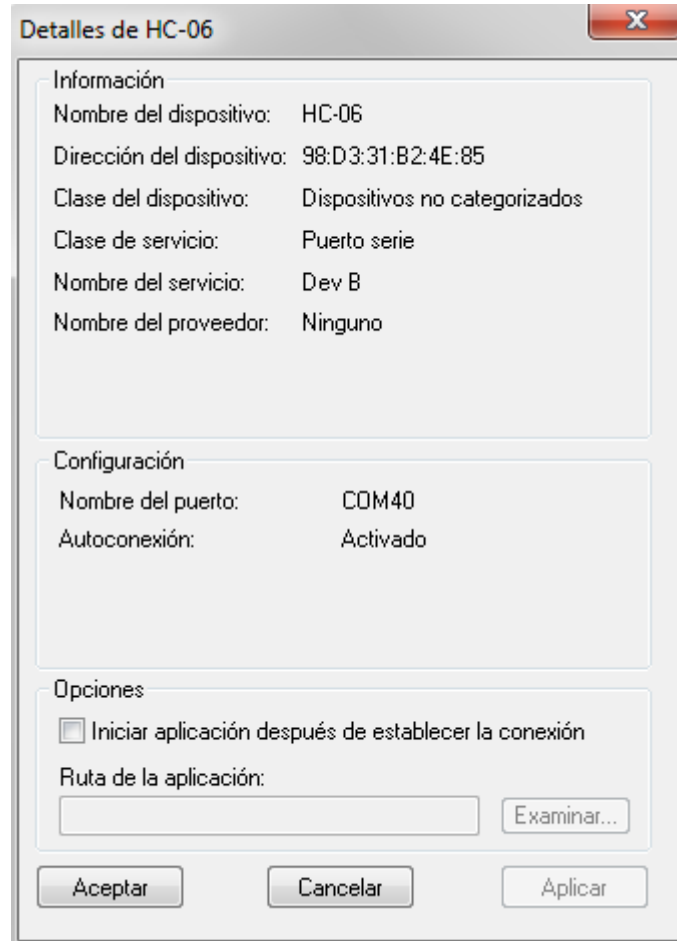 Detalles de HC-06
Información
Nombre del dispositivo: HC-06
Dirección del dispositivo: 98:D3:31:B2:4E:85
Clase del dispositivo: Dispositivos no categorizados
Clase de servicio: Puerto serie
Nombre del servicio: Dev B
Nombre del proveedor: Ninguno
Configuración
Nombre del puerto: COM40
Autoconexión: Activado
Opciones
Iniciar aplicación después de establecer la conexión
Ruta de la aplicación:
Examinar...
Aceptar Cancelar Aplicar